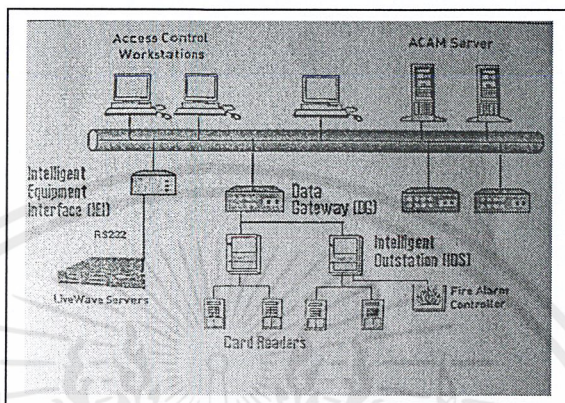 Access Control
Workstations
ACAM Server
Intelligent
Equipment
Interface (IEI)
Data
Gateway (DG)
RS232
Intelligent
Outstation (IOS)
LiveWave Servers
Fire Alarm
Controller
Card Readers